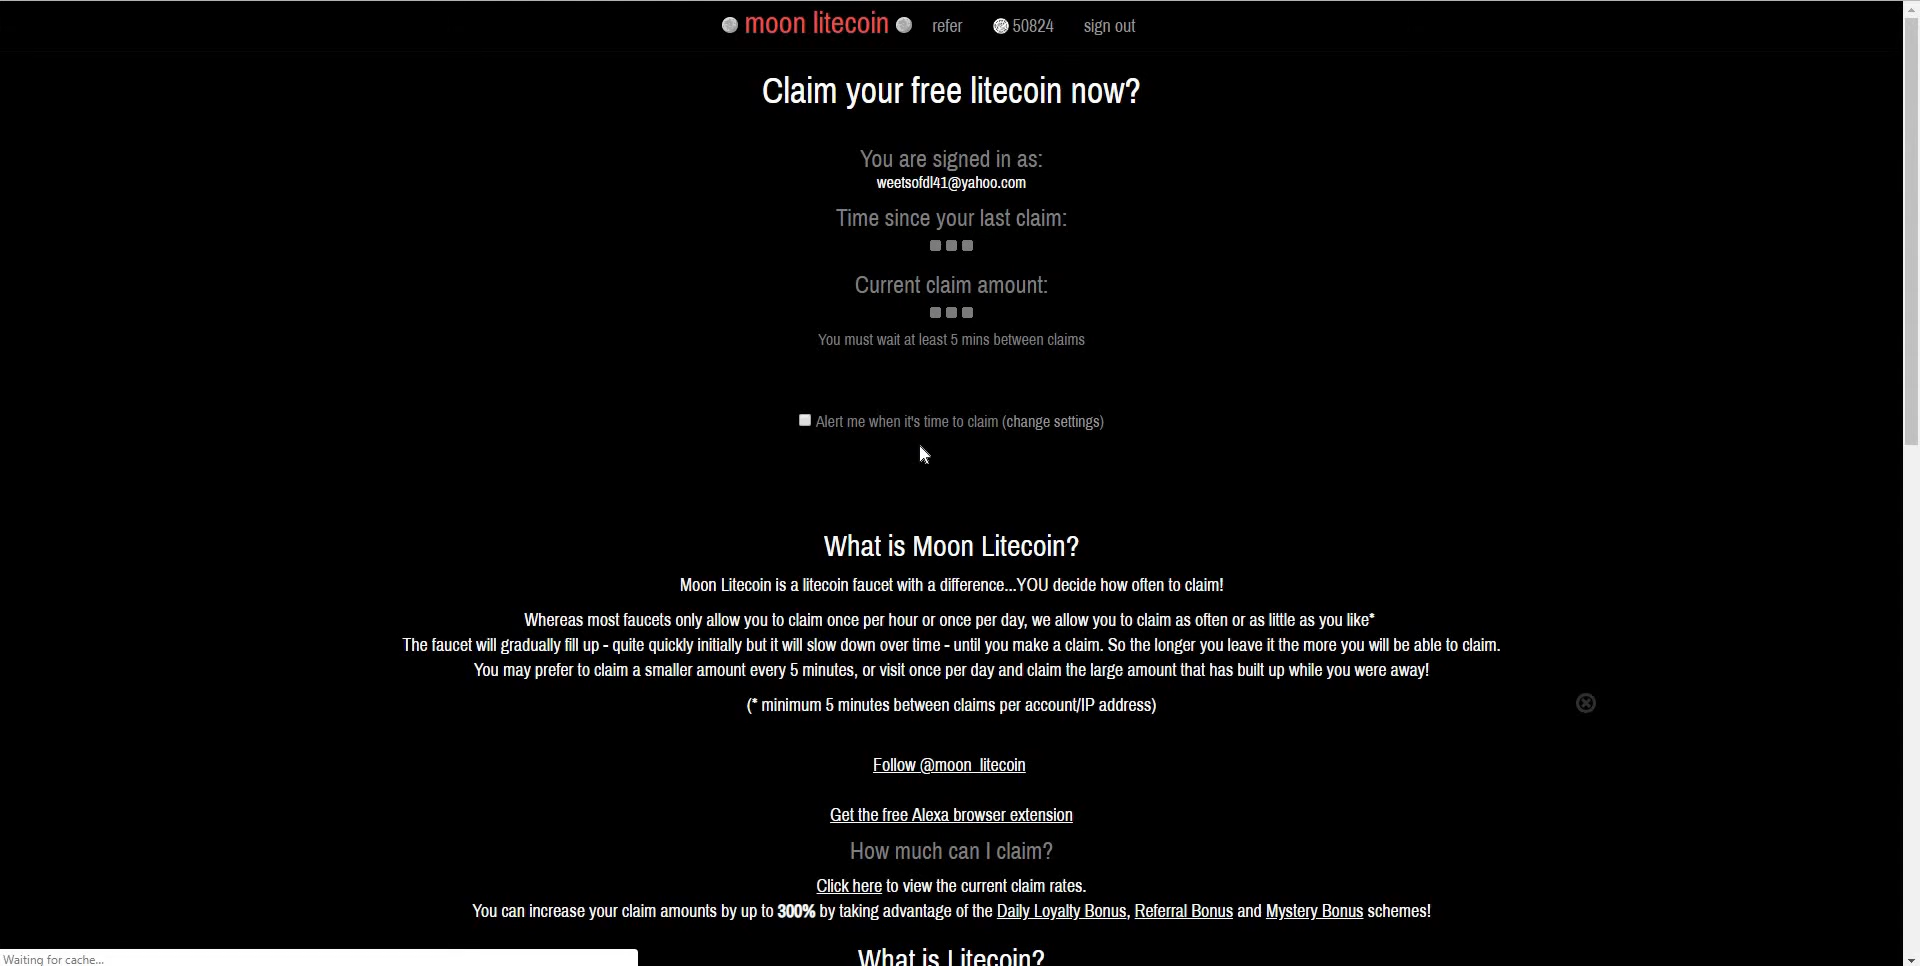 moon litecoin refer 50824 sign out
Claim your free litecoin now?
You are signed in as:
weetsofdl41@yahoo.com
Time since your last claim:
Current claim amount:
You must wait at least 5 mins between claims
Alert me when it's time to claim (change settings)
What is Moon Litecoin?
Moon Litecoin is a litecoin faucet with a difference...YOU decide how often to claim!
Whereas most faucets only allow you to claim once per hour or once per day, we allow you to claim as often or as little as you like*
The faucet will gradually fill up - quite quickly initially but it will slow down over time - until you make a claim. So the longer you leave it the more you will be able to claim.
You may prefer to claim a smaller amount every 5 minutes, or visit once per day and claim the large amount that has built up while you were away!
(* minimum 5 minutes between claims per account/IP address)
Follow @moon_litecoin
Get the free Alexa browser extension
How much can I claim?
Click here to view the current claim rates.
You can increase your claim amounts by up to 300% by taking advantage of the Daily Loyalty Bonus, Referral Bonus and Mystery Bonus schemes!
What is Litecoin?
Waiting for cache...